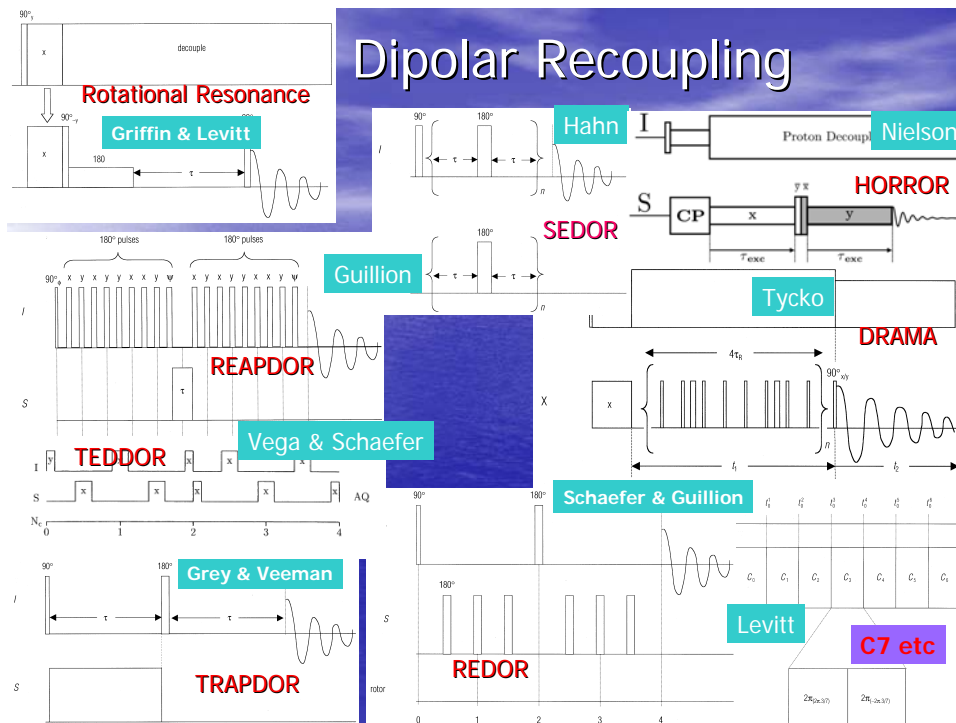 Dipolar Recoupling
90°y
x
decouple
Rotational Resonance
90°–y
Griffin & Levitt
x
180
τ
90° 180°
Hahn
I
τ τ
n
SEDOR
180°
τ τ
n
I
Proton Decoupl
Nielson
HORROR
y x
S
CP
x
y
τexc
τexc
180° pulses 180° pulses
Guillion
90°ϕ
x y x y y x x y ψ x y x y y x x y ψ
I
REAPDOR
τ
S
Tycko
DRAMA
4τR
90°x/y
X
x
n
t1
t2
Vega & Schaefer
TEDDOR
I
y
x
x
x
S
x
x
x
x
x
AQ
Nc
0 1 2 3 4
Schaefer & Guillion
90° 180°
180°
S
REDOR
rotor
0 1 2 3 4
90° 180°
Grey & Veeman
I
τ τ
S
TRAPDOR
C0 C1 C2 C3 C4 C5 C6
Levitt
C7 etc